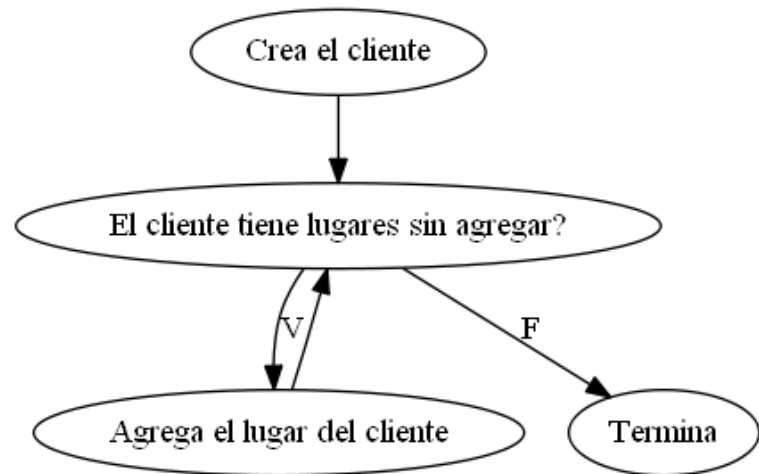 Crea el cliente
El cliente tiene lugares sin agregar?
V
F
Agrega el lugar del cliente
Termina